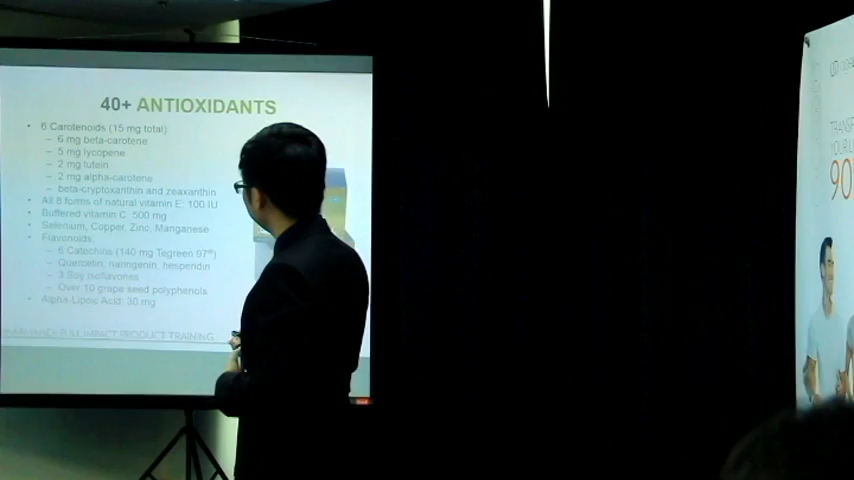 40+ ANTIOXIDANTS
• 6 Carotenoids (15 mg total)
– 6 mg beta-carotene
– 5 mg lycopene
– 2 mg lutein
– 2 mg alpha-carotene
– beta-cryptoxanthin and zeaxanthin
• All 8 forms of natural vitamin E: 100 IU
• Buffered vitamin C: 500 mg
• Selenium, Copper, Zinc, Manganese
• Flavonoids:
– 6 Catechins (140 mg Tegreen 97®)
– Quercetin, naringenin, hesperidin
– 3 Soy isoflavones
– Over 10 grape seed polyphenols
• Alpha-Lipoic Acid: 30 mg
PHARMANEX FULL IMPACT PRODUCT TRAINING
YOUR
90